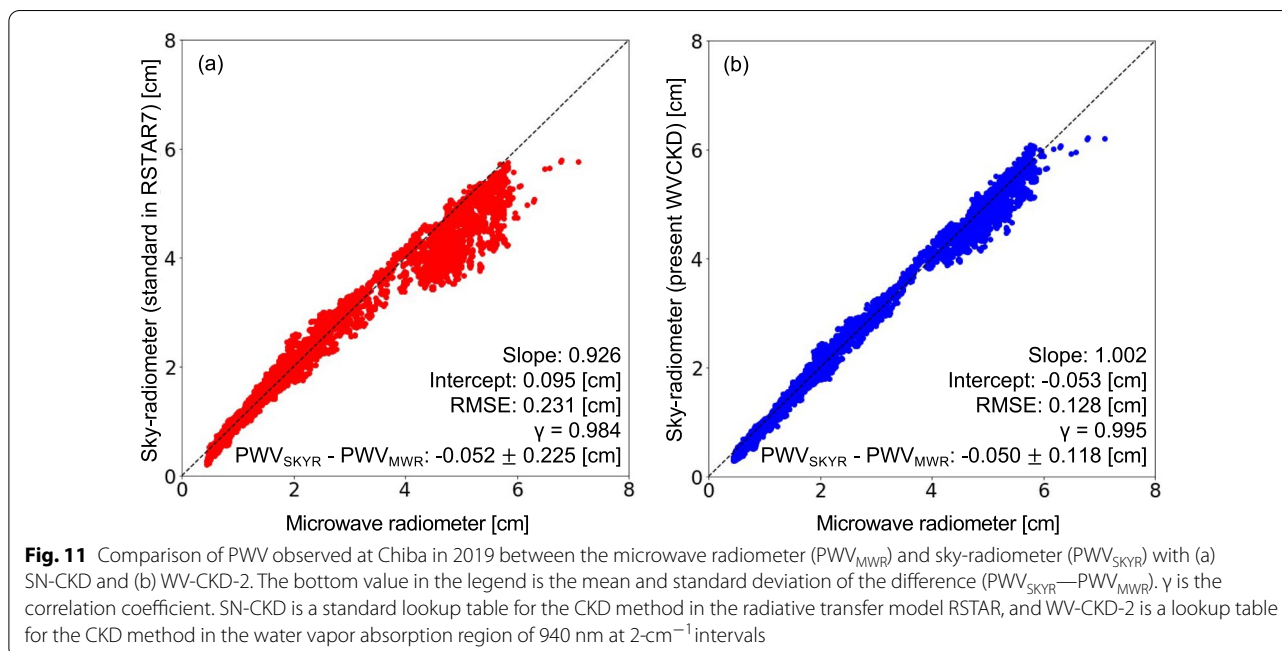 (a)
Sky-radiometer (standard in RSTAR7) [cm]
8
6
4
2
0
Slope: 0.926
Intercept: 0.095 [cm]
RMSE: 0.231 [cm]
γ = 0.984
PWV_SKYR - PWV_MWR: -0.052 ± 0.225 [cm]
0 2 4 6 8
Microwave radiometer [cm]
(b)
Sky-radiometer (present WVCKD) [cm]
8
6
4
2
0
Slope: 1.002
Intercept: -0.053 [cm]
RMSE: 0.128 [cm]
γ = 0.995
PWV_SKYR - PWV_MWR: -0.050 ± 0.118 [cm]
0 2 4 6 8
Microwave radiometer [cm]
Fig. 11 Comparison of PWV observed at Chiba in 2019 between the microwave radiometer (PWV_MWR) and sky-radiometer (PWV_SKYR) with (a)
SN-CKD and (b) WV-CKD-2. The bottom value in the legend is the mean and standard deviation of the difference (PWV_SKYR—PWV_MWR). γ is the
correlation coefficient. SN-CKD is a standard lookup table for the CKD method in the radiative transfer model RSTAR, and WV-CKD-2 is a lookup table
for the CKD method in the water vapor absorption region of 940 nm at 2-cm⁻¹ intervals